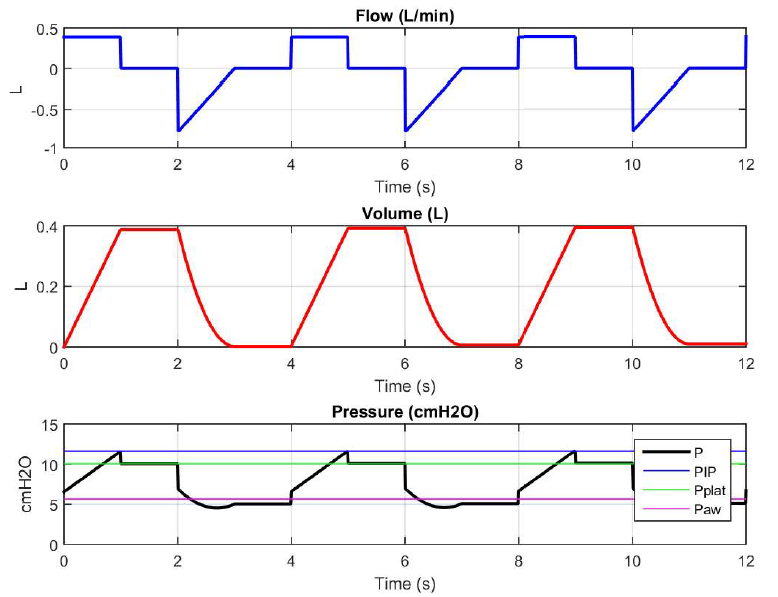 Flow (L/min)
0.5
0
-0.5
-1
L
0 2 4 6 8 10 12
Time (s)
Volume (L)
0.4
0.2
0
L
0 2 4 6 8 10 12
Time (s)
Pressure (cmH2O)
15
10
5
0
cmH2O
P
PIP
Pplat
Paw
0 2 4 6 8 10 12
Time (s)